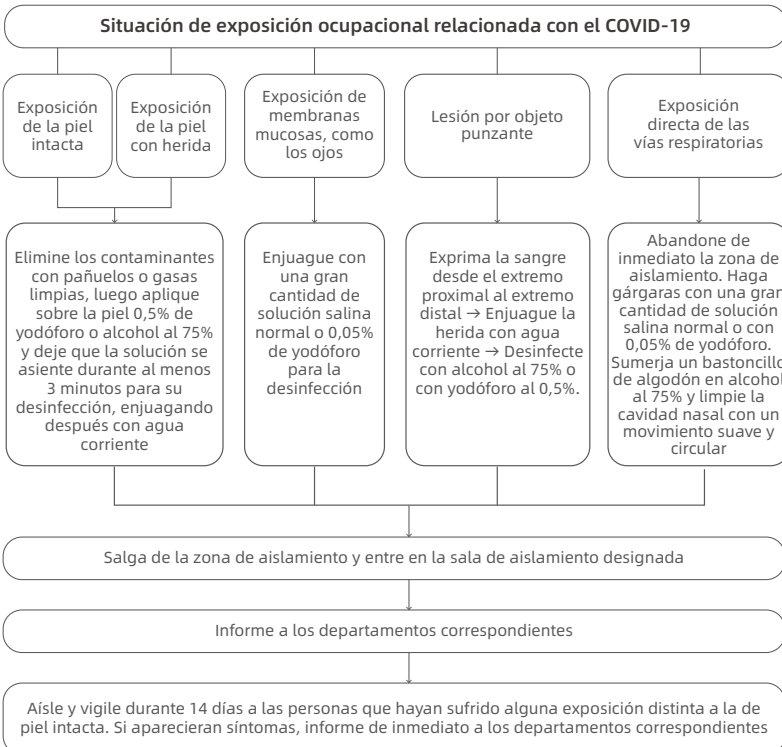 Situación de exposición ocupacional relacionada con el COVID-19
Exposición
de la piel
intacta
Exposición
de la piel
con herida
Exposición de
membranas
mucosas, como
los ojos
Lesión por objeto
punzante
Exposición
directa de las
vías respiratorias
Elimine los contaminantes
con pañuelos o gasas
limpias, luego aplique
sobre la piel 0,5% de
yodóforo o alcohol al 75%
y deje que la solución se
asiente durante al menos
3 minutos para su
desinfección, enjuagando
después con agua
corriente
Enjuague con
una gran
cantidad de
solución salina
normal o 0,05%
de yodóforo
para la
desinfección
Exprima la sangre
desde el extremo
proximal al extremo
distal → Enjuague la
herida con agua
corriente → Desinfecte
con alcohol al 75% o
con yodóforo al 0,5%.
Abandone de
inmediato la zona de
aislamiento. Haga
gárgaras con una gran
cantidad de solución
salina normal o con
0,05% de yodóforo.
Sumerja un bastoncillo
de algodón en alcohol
al 75% y limpie la
cavidad nasal con un
movimiento suave y
circular
Salga de la zona de aislamiento y entre en la sala de aislamiento designada
Informe a los departamentos correspondientes
Aísle y vigile durante 14 días a las personas que hayan sufrido alguna exposición distinta a la de
piel intacta. Si aparecieran síntomas, informe de inmediato a los departamentos correspondientes